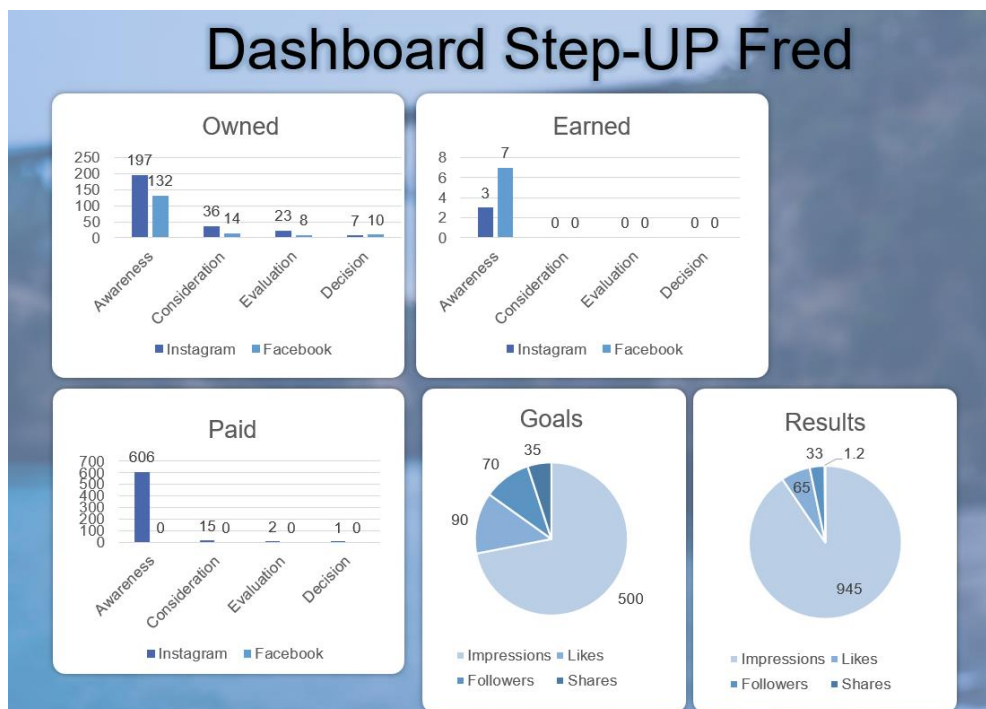 Dashboard Step-UP Fred
Owned
250
200
150
100
50
0
197
132
36
14
23
8
7
10
Awareness
Consideration
Evaluation
Decision
Instagram Facebook
Earned
8
6
4
2
0
3
7
0 0
0 0
0 0
Awareness
Consideration
Evaluation
Decision
Instagram Facebook
Paid
700
600
500
400
300
200
100
0
606
0
15 0
2 0
1 0
Awareness
Consideration
Evaluation
Decision
Instagram Facebook
Goals
35
70
90
500
Impressions Likes
Followers Shares
Results
33
1.2
65
945
Impressions Likes
Followers Shares